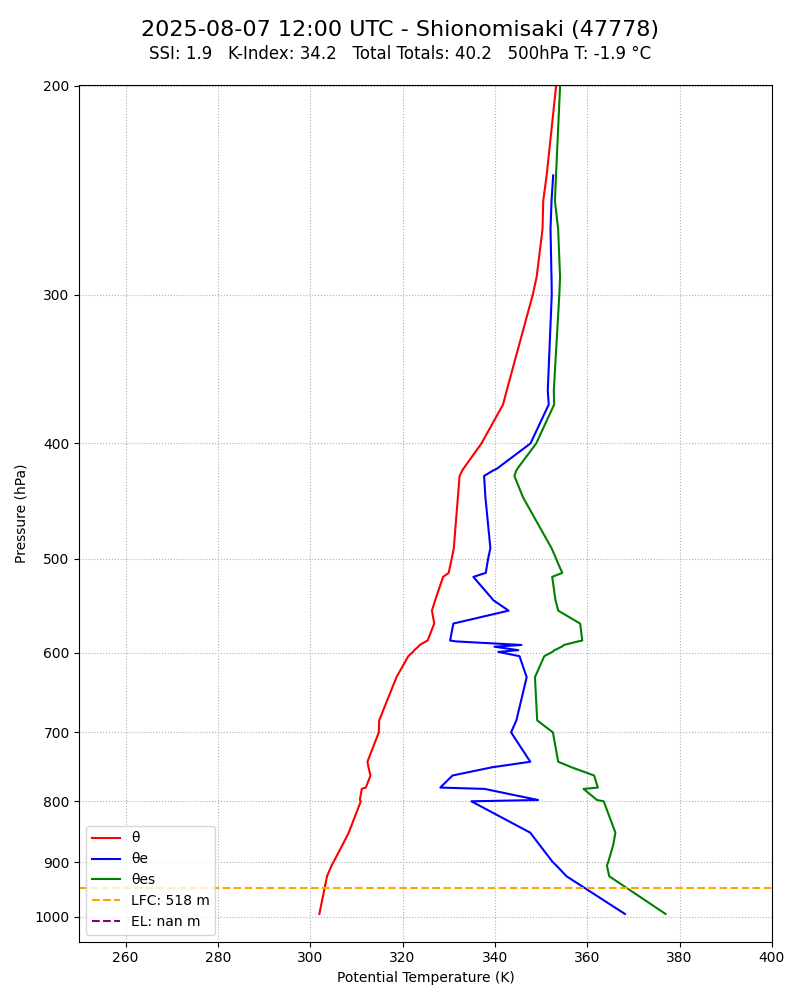 2025-08-07 12:00 UTC - Shionomisaki (47778)
SSI: 1.9   K-Index: 34.2   Total Totals: 40.2   500hPa T: -1.9 °C
200
300
400
500
600
700
800
900
1000
Pressure (hPa)
θ
θe
θes
LFC: 518 m
EL: nan m
260 280 300 320 340 360 380 400
Potential Temperature (K)